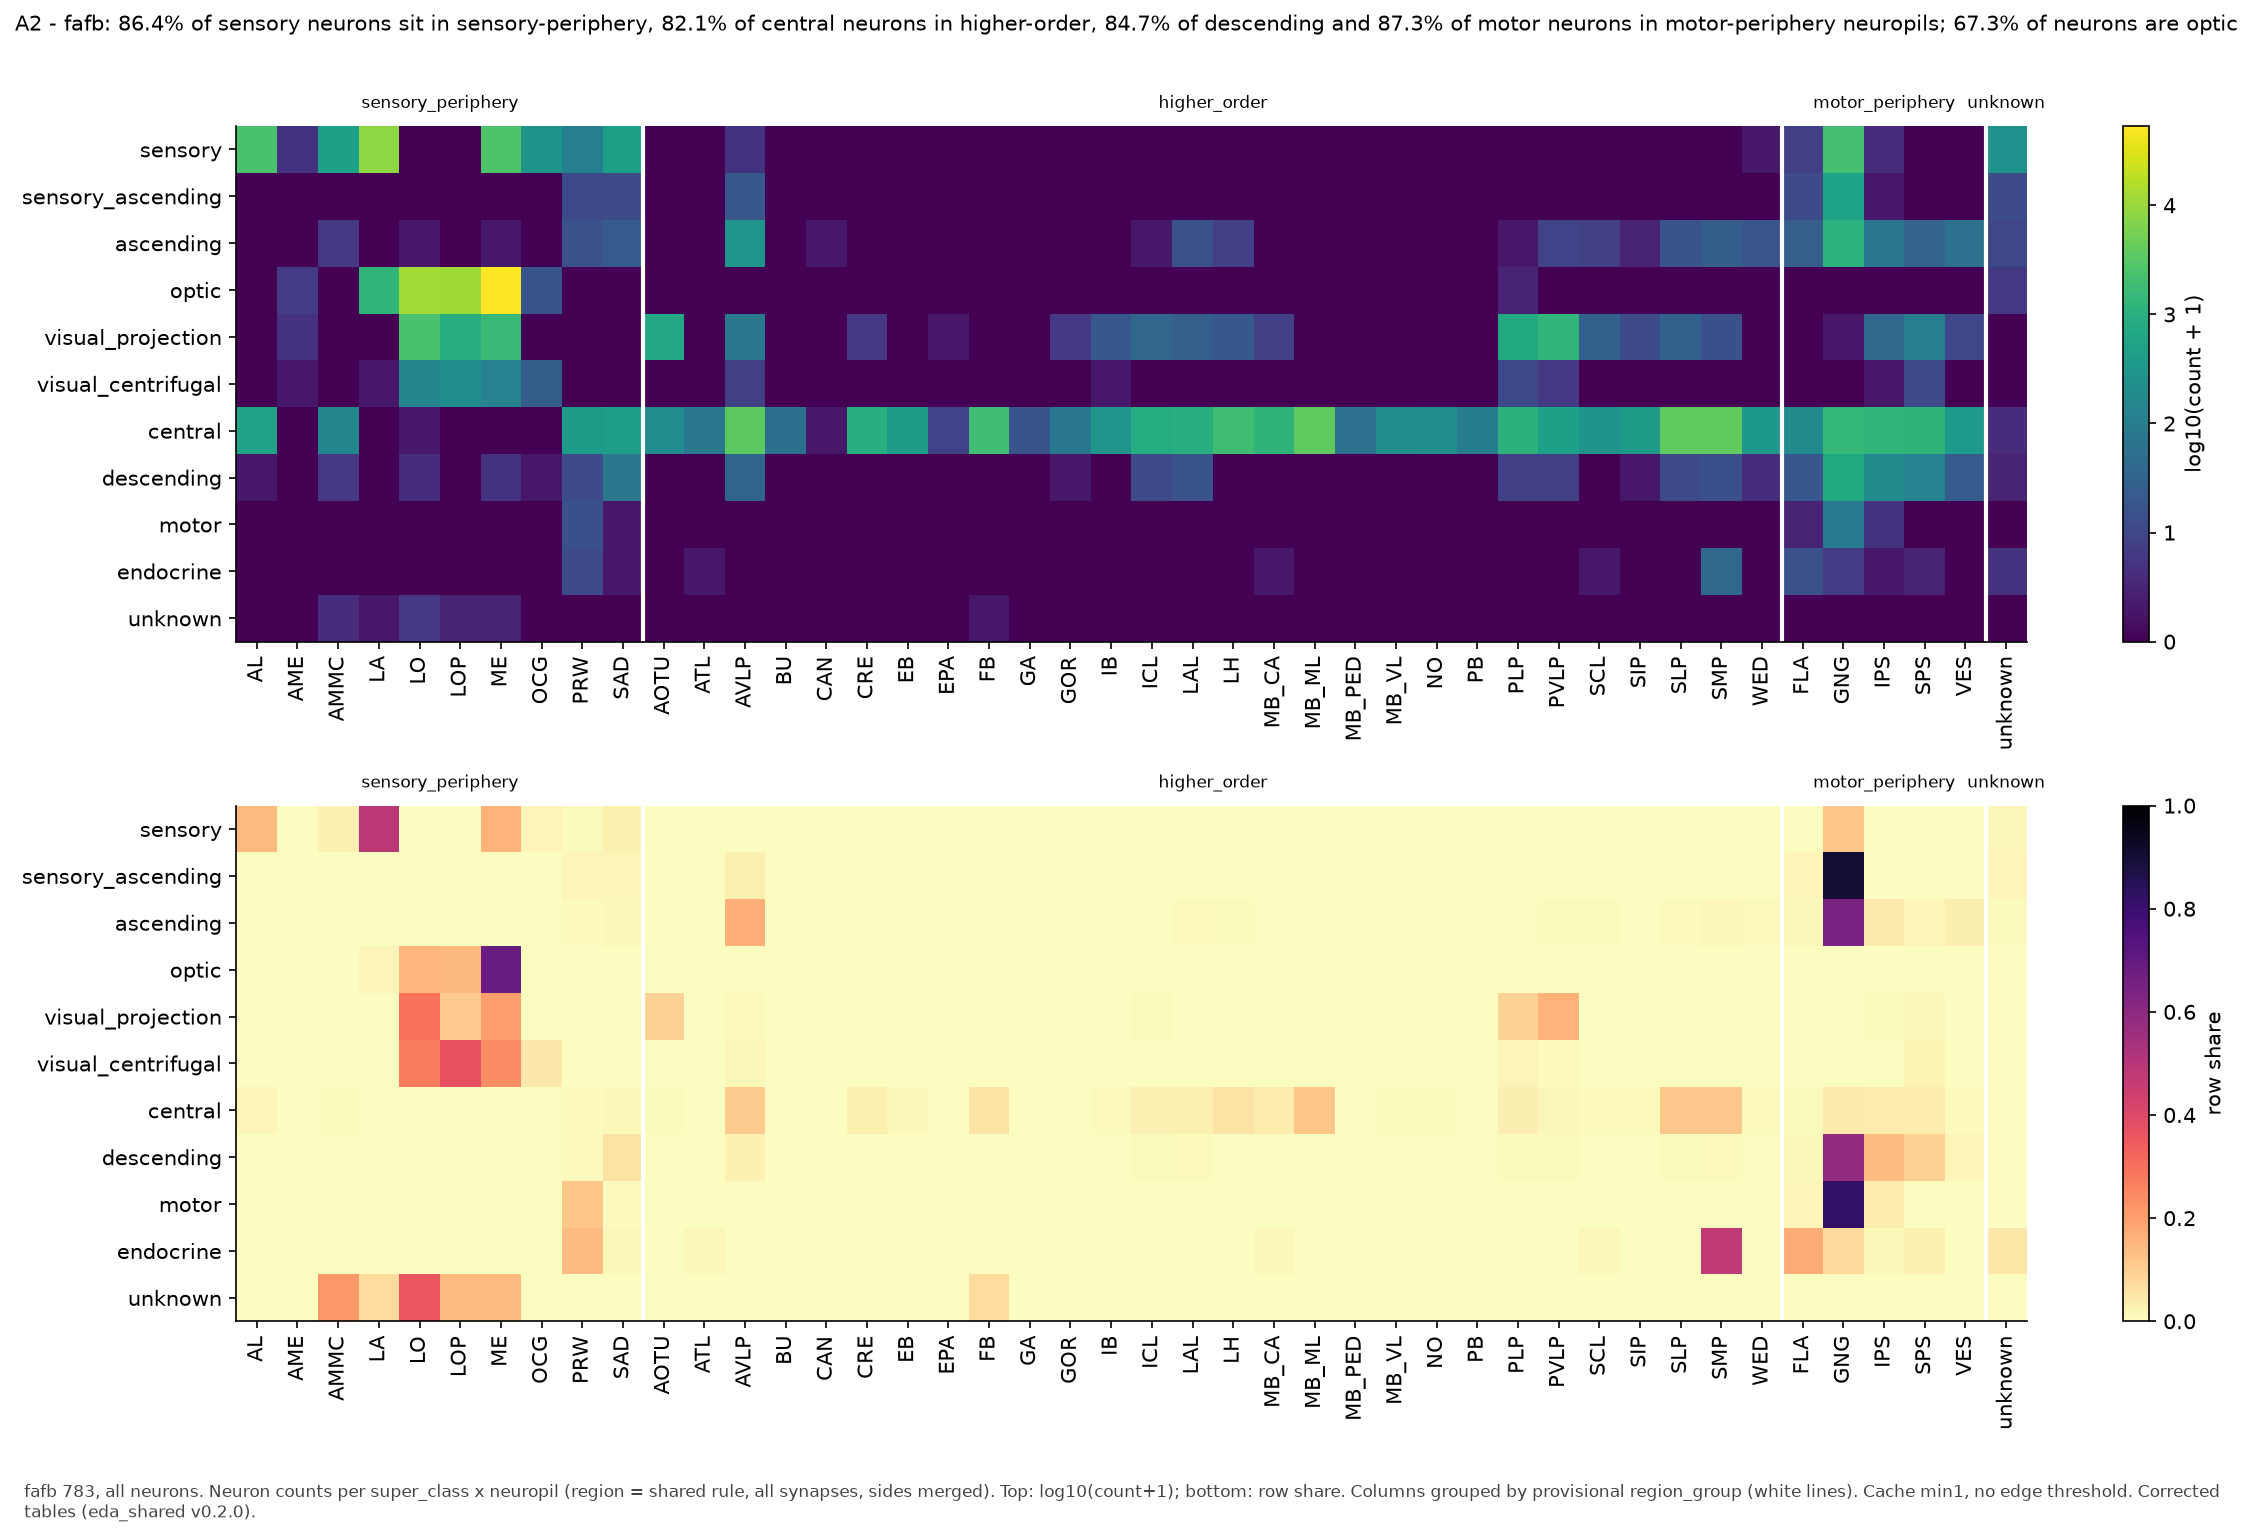 A2 - fafb: 86.4% of sensory neurons sit in sensory-periphery, 82.1% of central neurons in higher-order, 84.7% of descending and 87.3% of motor neurons in motor-periphery neuropils; 67.3% of neurons are optic
sensory_periphery higher_order motor_periphery unknown
sensory
sensory_ascending
ascending
optic
visual_projection
visual_centrifugal
central
descending
motor
endocrine
unknown
AL AME AMMC LA LO LOP ME OCG PRW SAD AOTU ATL AVLP BU CAN CRE EB EPA FB GA GOR IB ICL LAL LH MB_CA MB_ML MB_PED MB_VL NO PB PLP PVLP SCL SIP SLP SMP WED FLA GNG IPS SPS VES unknown
4
3
2
1
0
log10(count + 1)
sensory_periphery higher_order motor_periphery unknown
sensory
sensory_ascending
ascending
optic
visual_projection
visual_centrifugal
central
descending
motor
endocrine
unknown
AL AME AMMC LA LO LOP ME OCG PRW SAD AOTU ATL AVLP BU CAN CRE EB EPA FB GA GOR IB ICL LAL LH MB_CA MB_ML MB_PED MB_VL NO PB PLP PVLP SCL SIP SLP SMP WED FLA GNG IPS SPS VES unknown
1.0
0.8
0.6
0.4
0.2
0.0
row share
fafb 783, all neurons. Neuron counts per super_class x neuropil (region = shared rule, all synapses, sides merged). Top: log10(count+1); bottom: row share. Columns grouped by provisional region_group (white lines). Cache min1, no edge threshold. Corrected
tables (eda_shared v0.2.0).